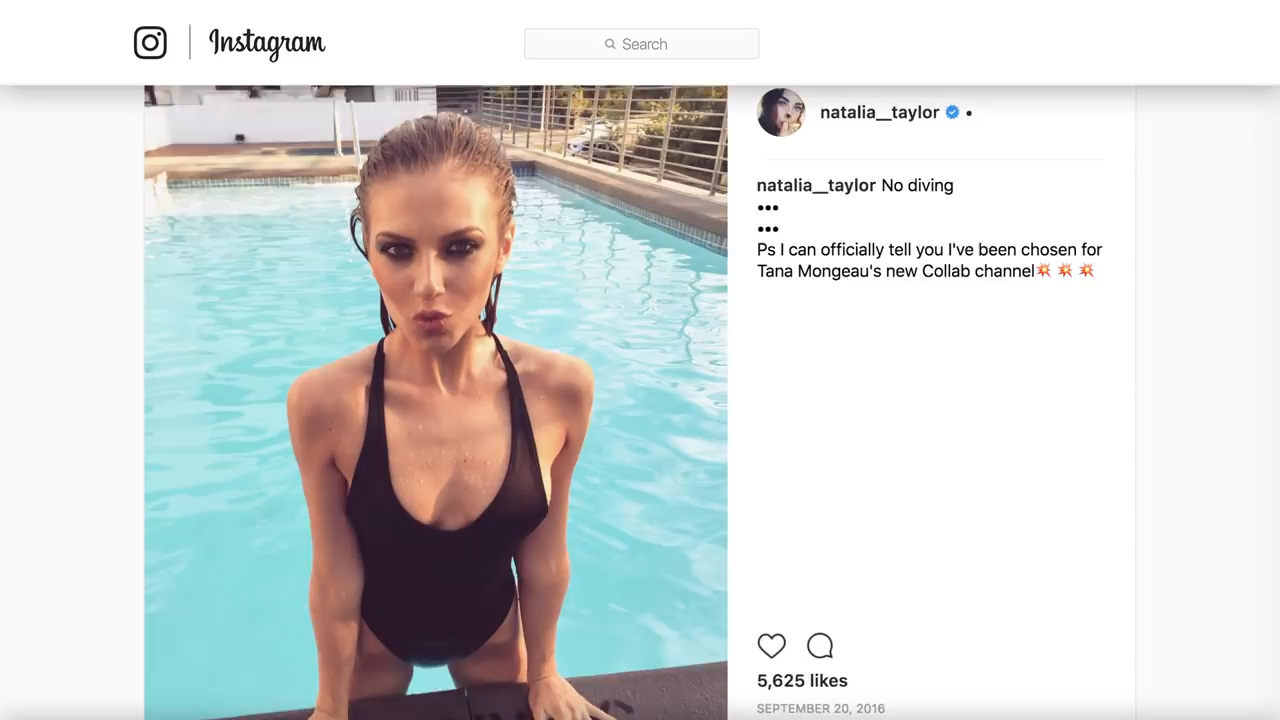 Instagram
Search
natalia__taylor •
natalia__taylor No diving
•••
•••
Ps I can officially tell you I've been chosen for
Tana Mongeau's new Collab channel💥 💥 💥
5,625 likes
SEPTEMBER 20, 2016